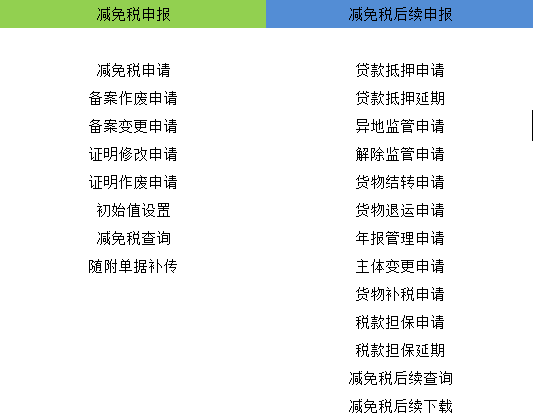 减免税申报 减免税后续申报
减免税申请 贷款抵押申请
备案作废申请 贷款抵押延期
备案变更申请 异地监管申请
证明修改申请 解除监管申请
证明作废申请 货物结转申请
初始值设置 货物退运申请
减免税查询 年报管理申请
随附单据补传 主体变更申请
货物补税申请
税款担保申请
税款担保延期
减免税后续查询
减免税后续下载